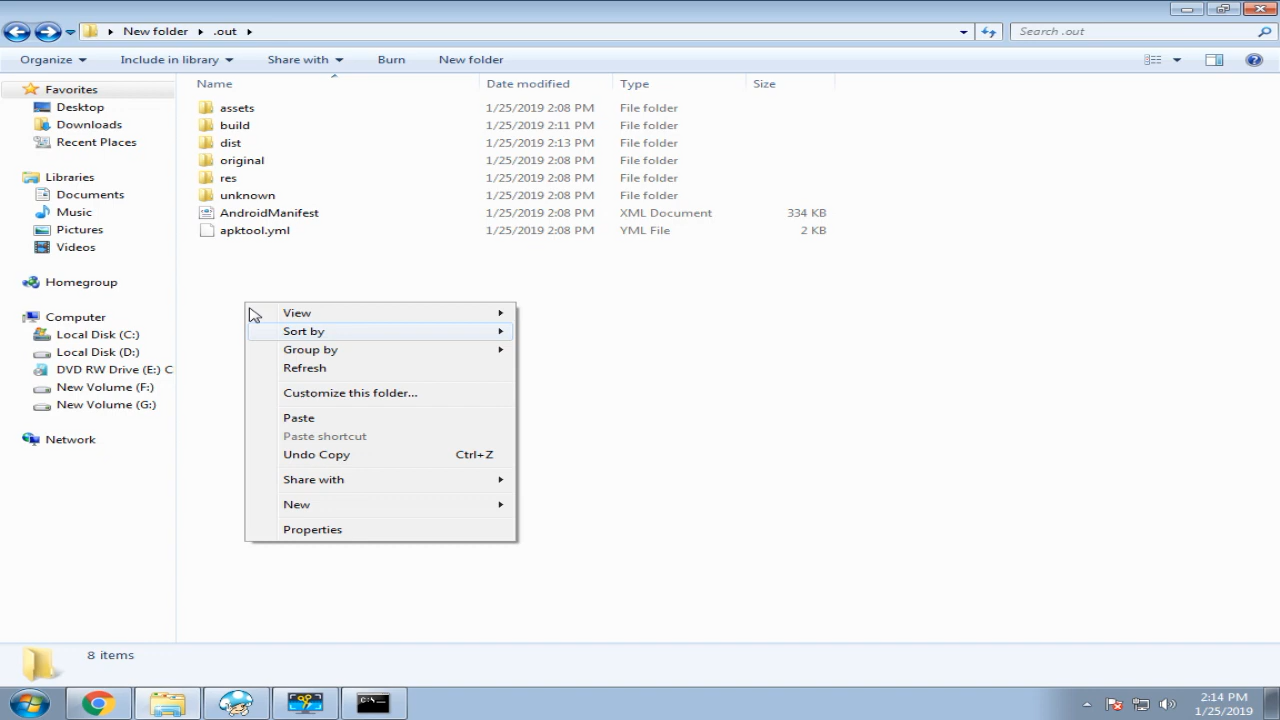 New folder .out
Search .out
Organize Include in library Share with Burn New folder
Name Date modified Type Size
Favorites
Desktop
Downloads
Recent Places
Libraries
Documents
Music
Pictures
Videos
Homegroup
Computer
Local Disk (C:)
Local Disk (D:)
DVD RW Drive (E:) C
New Volume (F:)
New Volume (G:)
Network
assets 1/25/2019 2:08 PM File folder
build 1/25/2019 2:11 PM File folder
dist 1/25/2019 2:13 PM File folder
original 1/25/2019 2:08 PM File folder
res 1/25/2019 2:08 PM File folder
unknown 1/25/2019 2:08 PM File folder
AndroidManifest 1/25/2019 2:08 PM XML Document 334 KB
apktool.yml 1/25/2019 2:08 PM YML File 2 KB
View
Sort by
Group by
Refresh
Customize this folder...
Paste
Paste shortcut
Undo Copy Ctrl+Z
Share with
New
Properties
8 items
C:\_
2:14 PM
1/25/2019